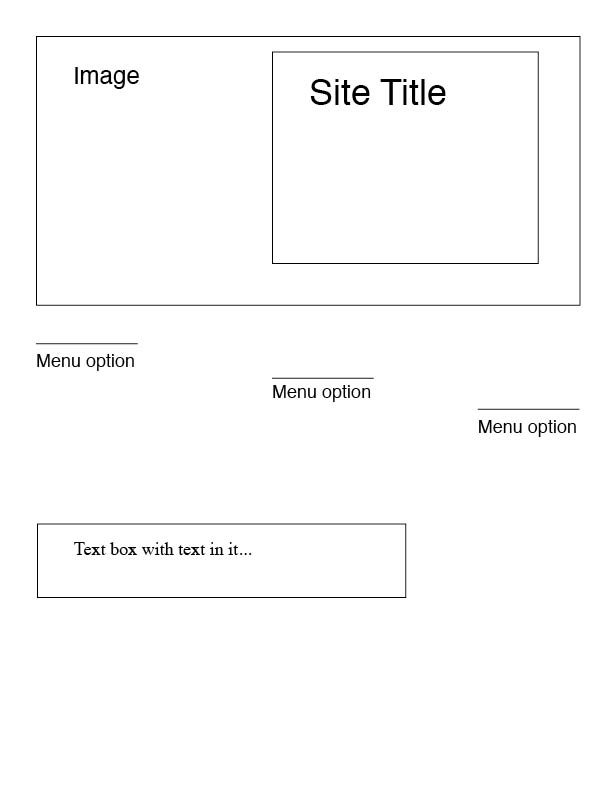 Image
Site Title
Menu option
Menu option
Menu option
Text box with text in it...